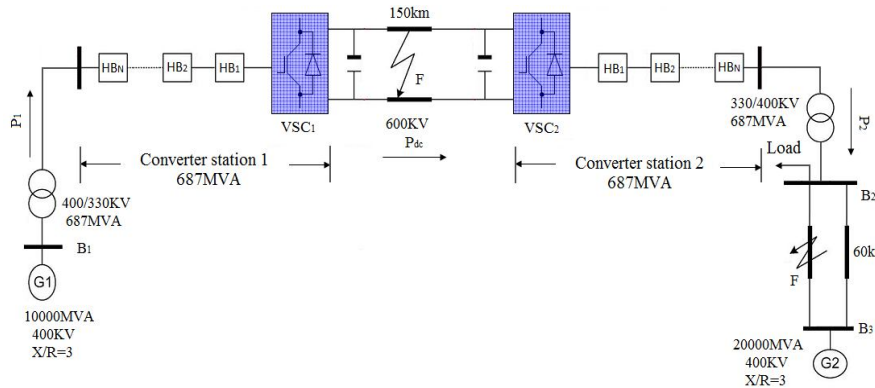 150km
HBN
HB2
HB1
F
HB1
HB2
HBN
P1
VSC1
600KV
VSC2
330/400KV
687MVA
P2
Pdc
Converter station 1
687MVA
Converter station 2
687MVA
Load
400/330KV
687MVA
B2
B1
G1
F
60k
10000MVA
400KV
X/R=3
B3
20000MVA
400KV
X/R=3
G2